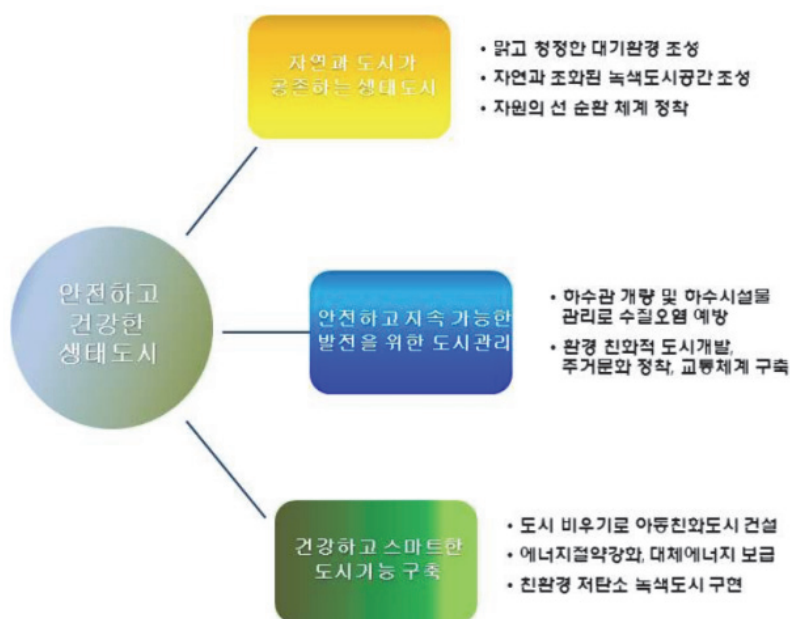 자연과 도시가
공존하는 생태도시
• 맑고 청정한 대기환경 조성
• 자연과 조화된 녹색도시공간 조성
• 자원의 선 순환 체계 정착
안전하고
건강한
생태도시
안전하고 지속 가능한
발전을 위한 도시관리
• 하수관 개량 및 하수시설물
관리로 수질오염 예방
• 환경 친화적 도시개발,
주거문화 정착, 교통체계 구축
건강하고 스마트한
도시기능 구축
• 도시 비우기로 아동친화도시 건설
• 에너지절약강화, 대체에너지 보급
• 친환경 저탄소 녹색도시 구현